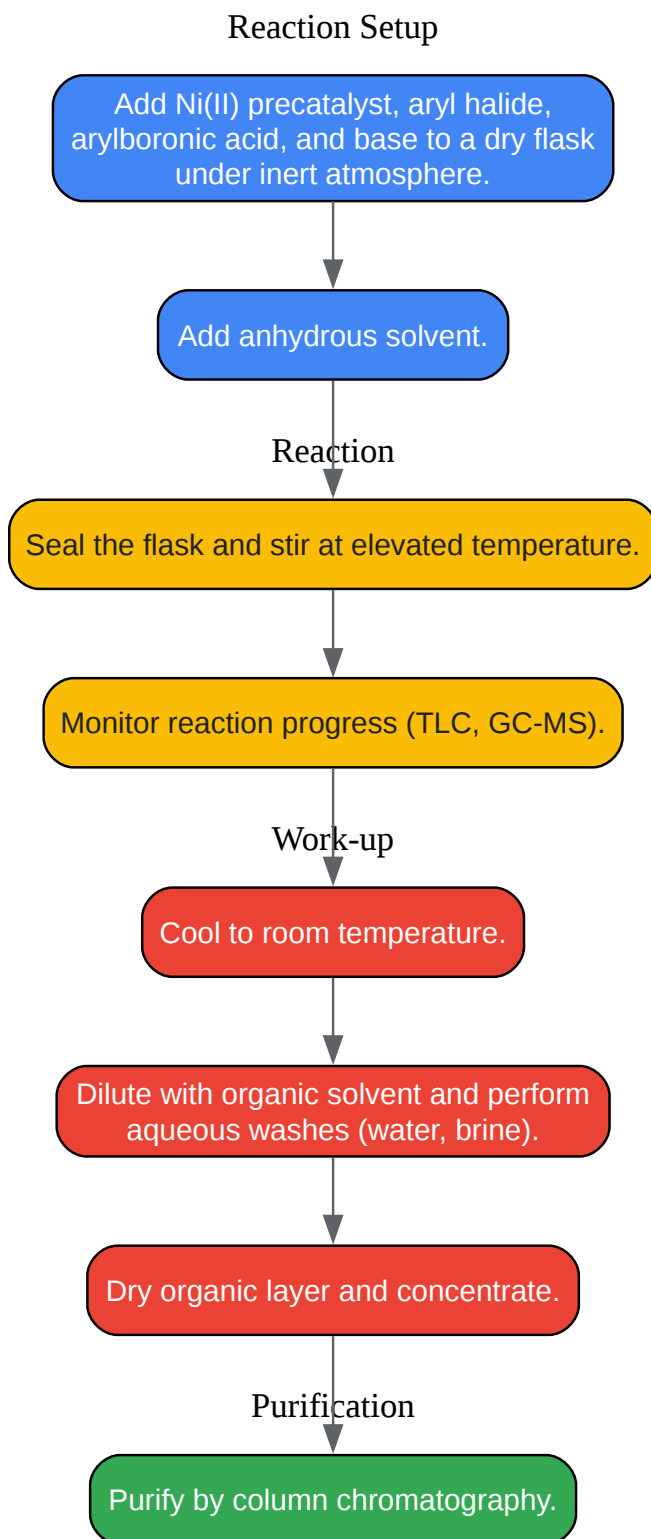 Reaction Setup
Add Ni(II) precatalyst, aryl halide,
arylboronic acid, and base to a dry flask
under inert atmosphere.
Add anhydrous solvent.
Reaction
Seal the flask and stir at elevated temperature.
Monitor reaction progress (TLC, GC-MS).
Work-up
Cool to room temperature.
Dilute with organic solvent and perform
aqueous washes (water, brine).
Dry organic layer and concentrate.
Purification
Purify by column chromatography.